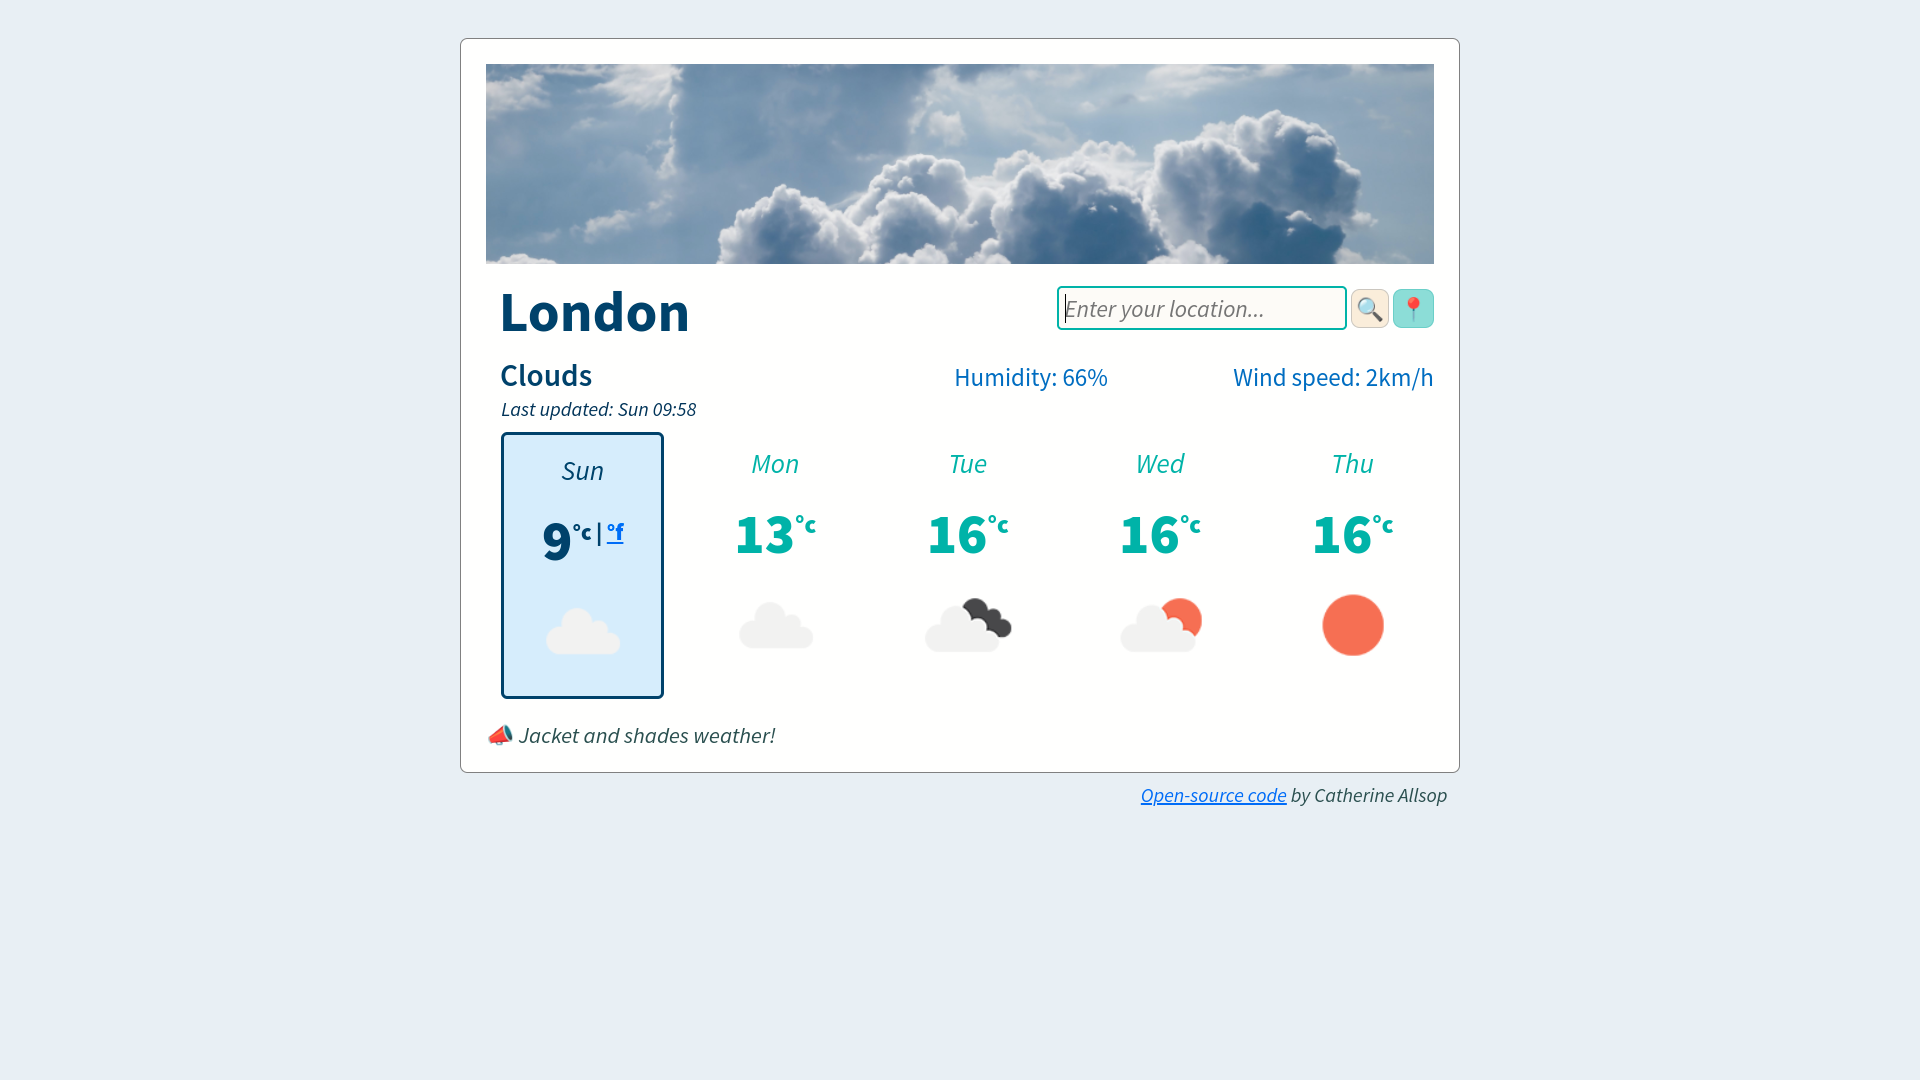 London
Enter your location...
Clouds
Humidity: 66%
Wind speed: 2km/h
Last updated: Sun 09:58
Sun
9°c | °f
Mon
13°c
Tue
16°c
Wed
16°c
Thu
16°c
📣 Jacket and shades weather!
Open-source code by Catherine Allsop